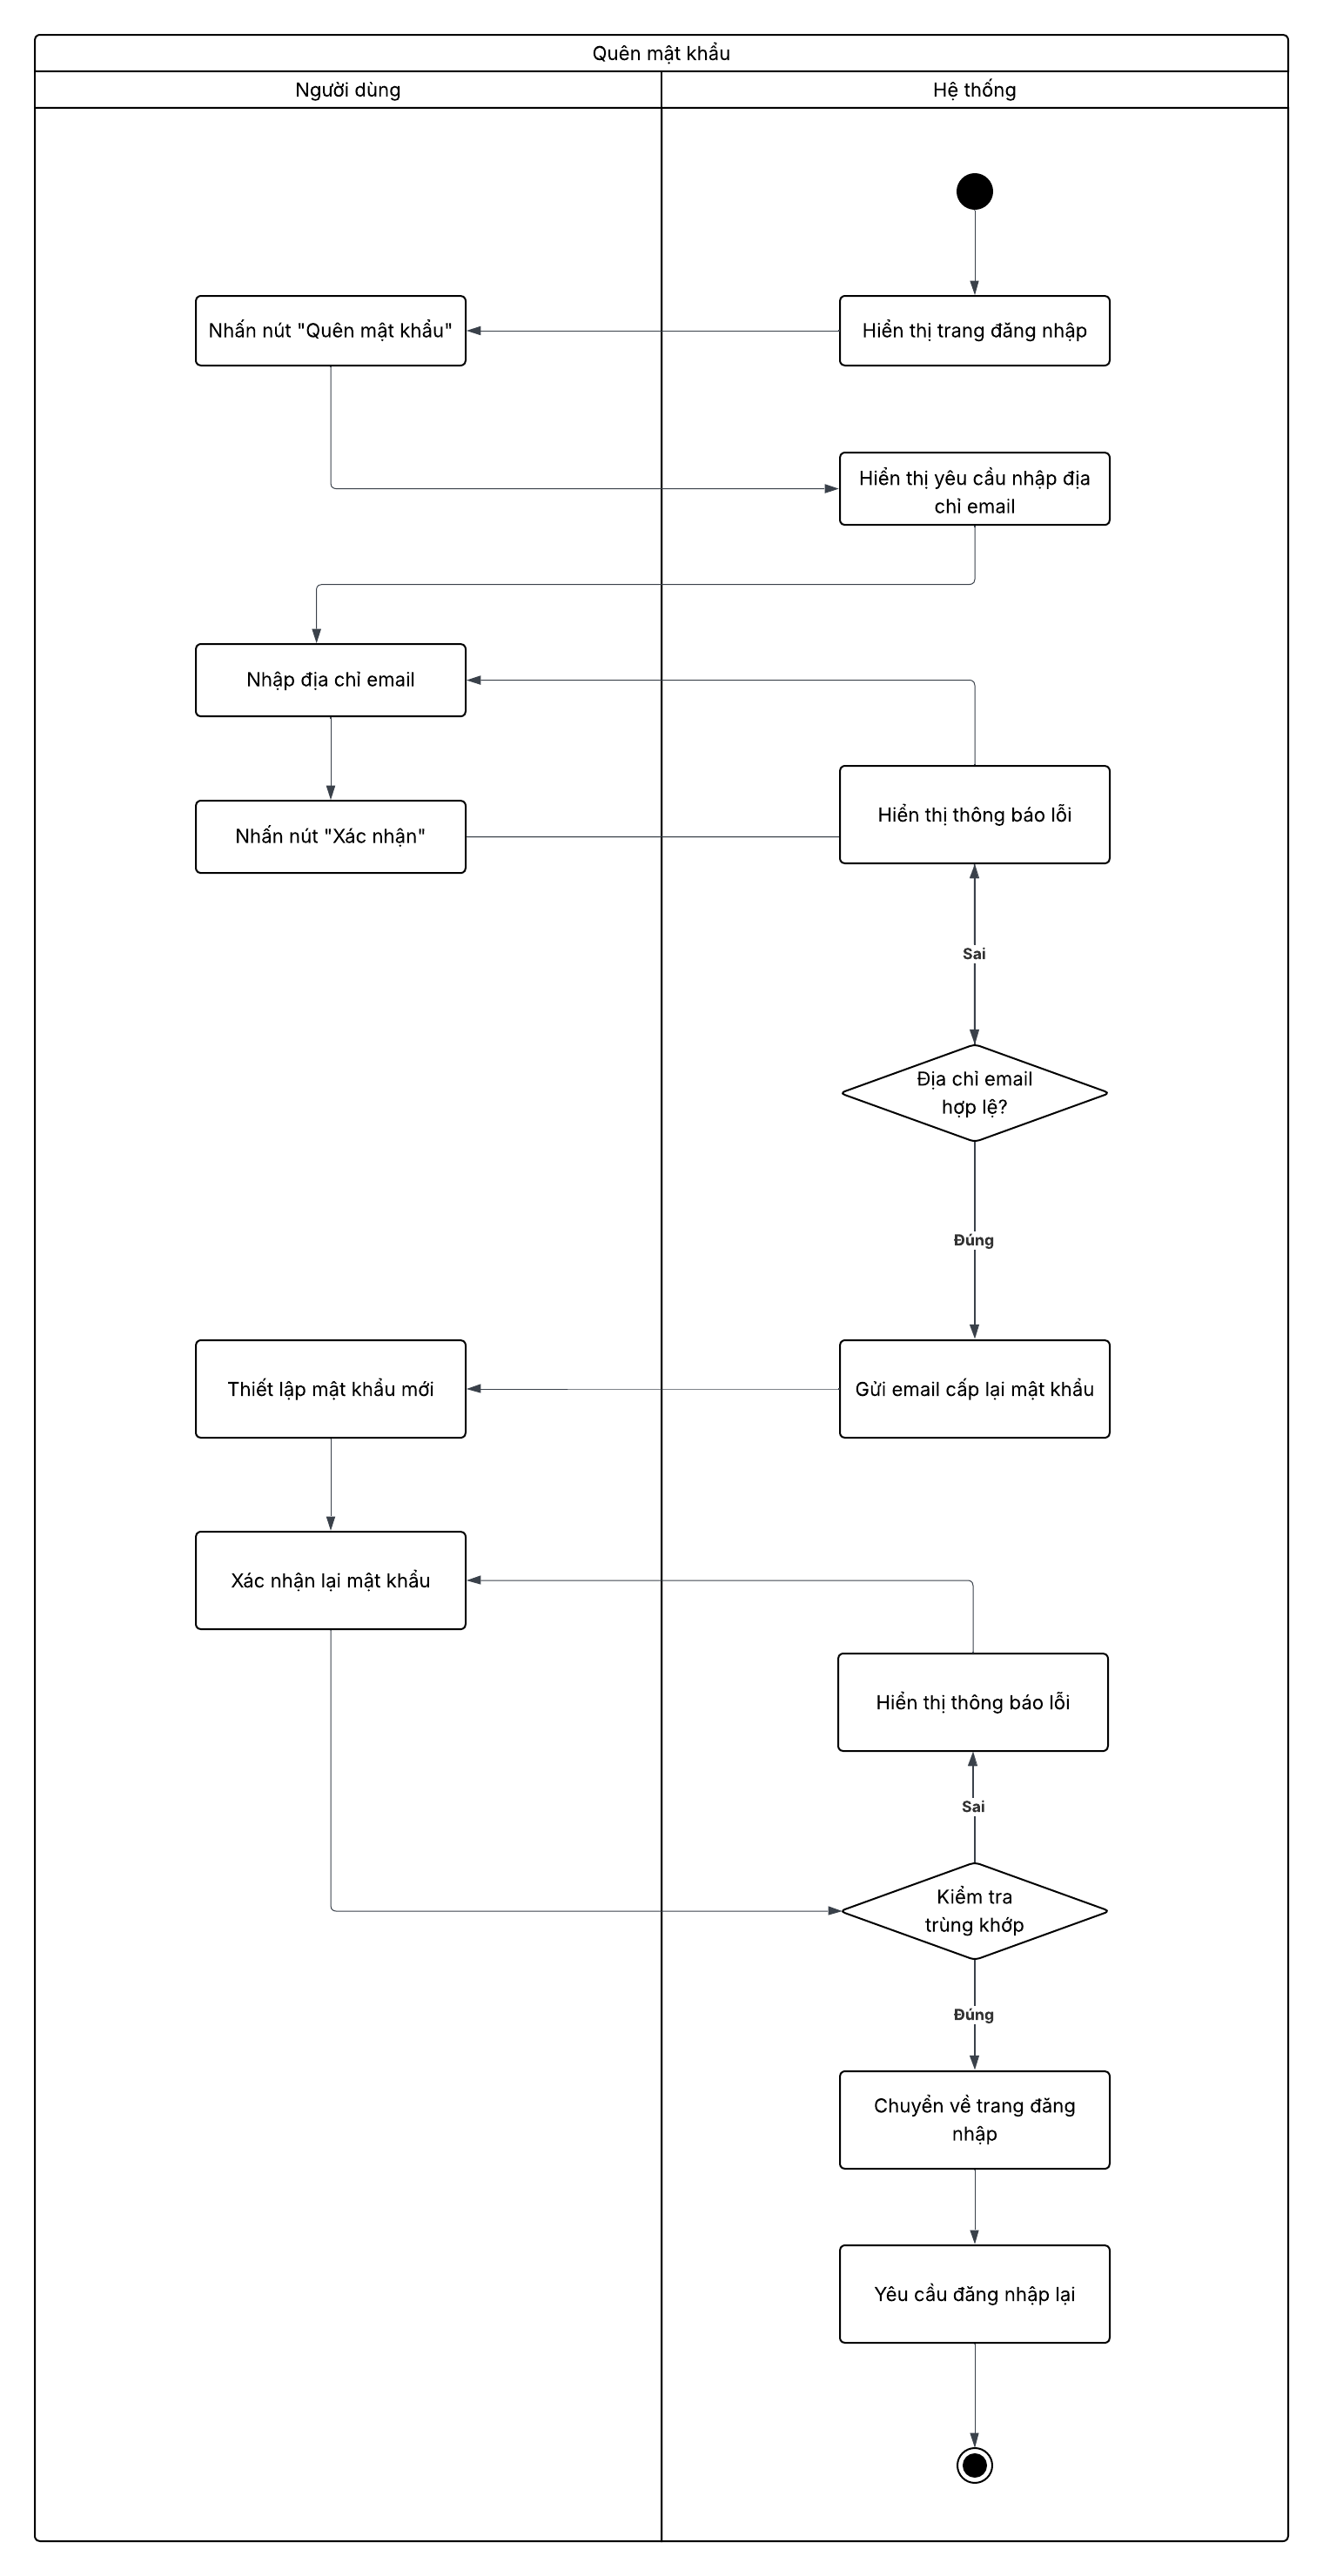 Quên mật khẩu
Người dùng
Hệ thống
Nhấn nút "Quên mật khẩu"
Hiển thị trang đăng nhập
Hiển thị yêu cầu nhập địa
chỉ email
Nhập địa chỉ email
Hiển thị thông báo lỗi
Nhấn nút "Xác nhận"
Sai
Địa chỉ email
hợp lệ?
Đúng
Thiết lập mật khẩu mới
Gửi email cấp lại mật khẩu
Xác nhận lại mật khẩu
Hiển thị thông báo lỗi
Sai
Kiểm tra
trùng khớp
Đúng
Chuyển về trang đăng
nhập
Yêu cầu đăng nhập lại